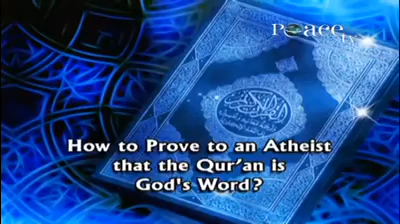 Peace
TV
How to Prove to an Atheist
that the Qur'an is
God's Word?